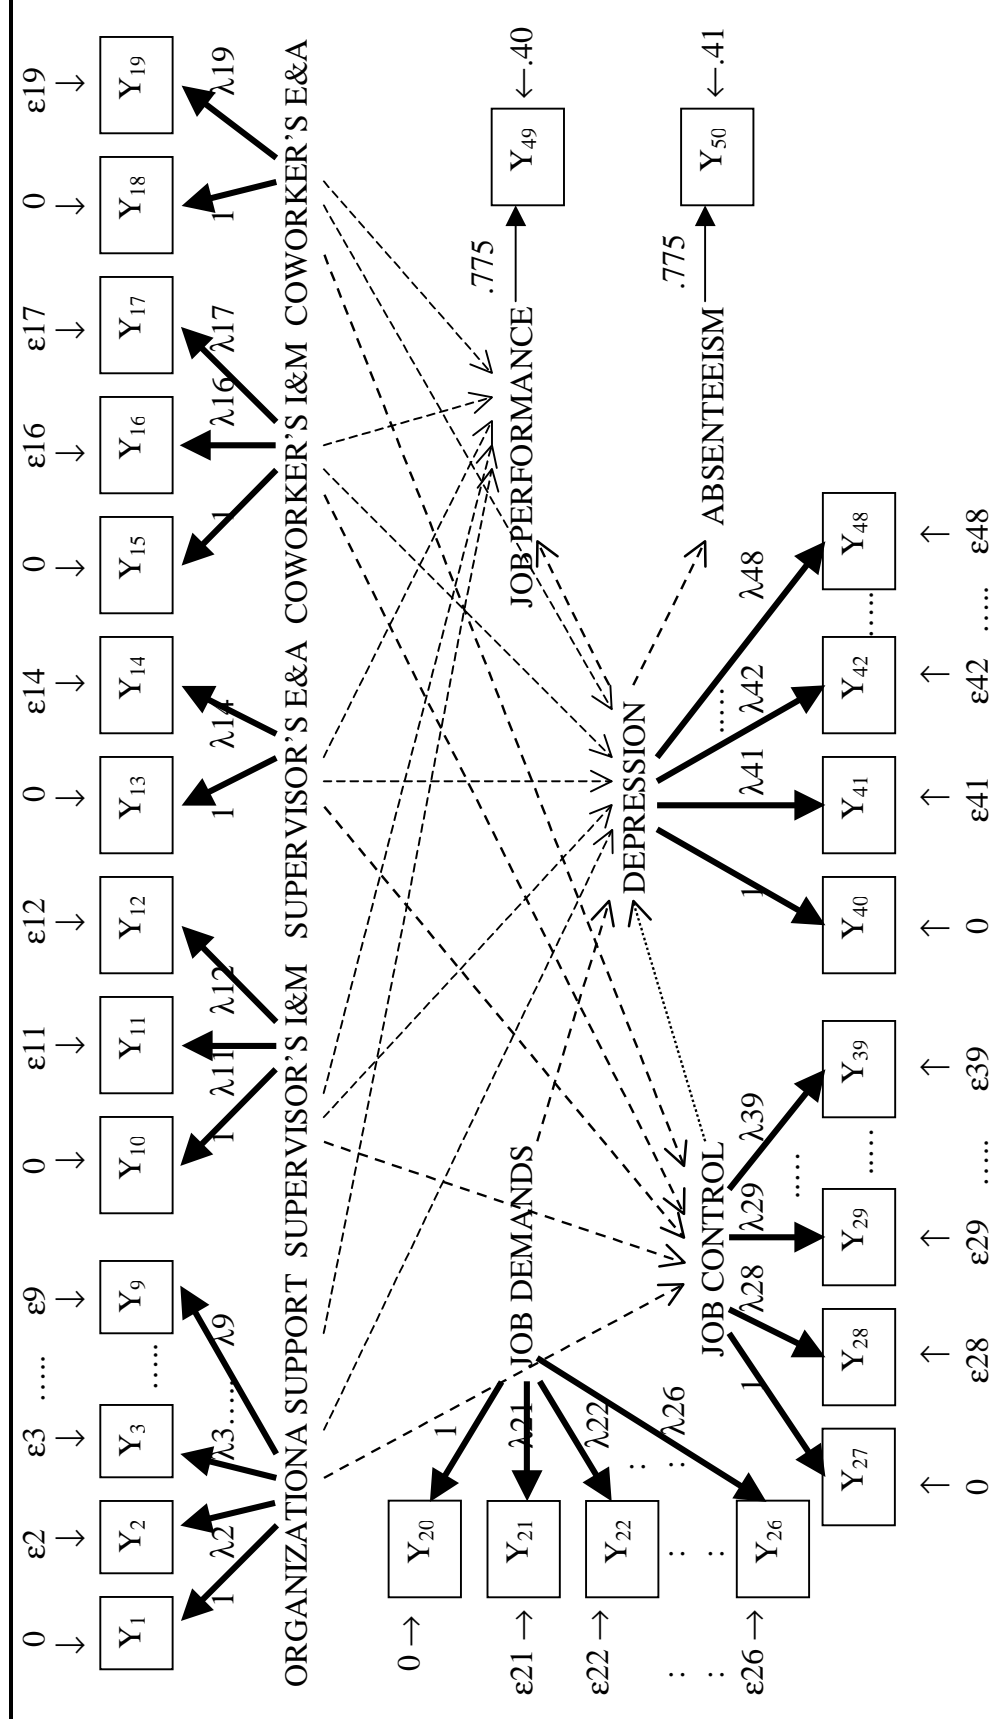 0 ε2 ε3 ..... ε9 0 ε11 ε12 0 ε14 0 ε16 ε17 0 ε19
→ → → → → → → → → → → → → →
Y1 Y2 Y3 ..... Y9 Y10 Y11 Y12 Y13 Y14 Y15 Y16 Y17 Y18 Y19
1 λ2 λ3..... λ9 1 λ11 λ12 1 λ14 1 λ16 λ17 1 λ19
ORGANIZATIONA SUPPORT SUPERVISOR'S I&M SUPERVISOR'S E&A COWORKER'S I&M COWORKER'S E&A
0 → Y20 1
ε21 → Y21 λ21 JOB DEMANDS JOB PERFORMANCE .775 Y49 ←.40
ε22 → Y22 λ22
: : : : : :
: : : :
ε26 → Y26 λ26
DEPRESSION
JOB CONTROL ABSENTEEISM .775 Y50 ←.41
1 λ28 λ29 ..... λ39 1 λ41 λ42 ..... λ48
Y27 Y28 Y29 ..... Y39 Y40 Y41 Y42 ..... Y48
→ → → → → → → →
0 ε28 ε29 ..... ε39 0 ε41 ε42 ..... ε48